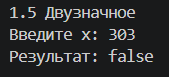 1.5 Двузначное
Введите x: 303
Результат: false